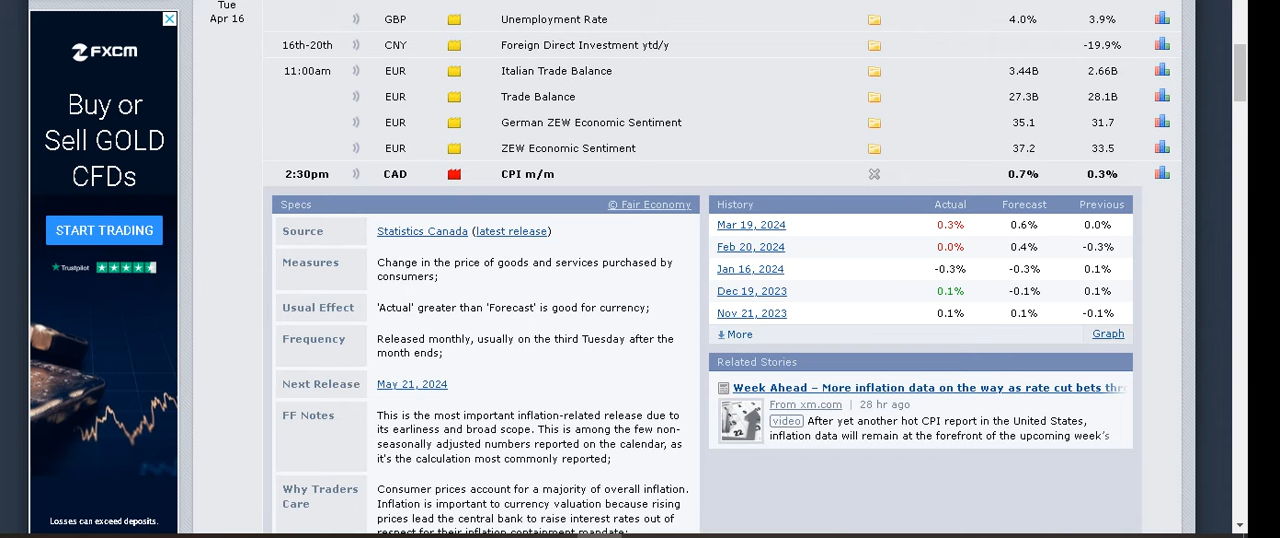 Tue
Apr 16
GBP Unemployment Rate 4.0% 3.9%
16th-20th CNY Foreign Direct Investment ytd/y -19.9%
11:00am EUR Italian Trade Balance 3.44B 2.66B
EUR Trade Balance 27.3B 28.1B
EUR German ZEW Economic Sentiment 35.1 31.7
EUR ZEW Economic Sentiment 37.2 33.5
2:30pm CAD CPI m/m 0.7% 0.3%
FXCM
Buy or
Sell GOLD
CFDs
START TRADING
Trustpilot
Losses can exceed deposits.
Specs © Fair Economy
Source Statistics Canada (latest release)
Measures Change in the price of goods and services purchased by
consumers;
Usual Effect 'Actual' greater than 'Forecast' is good for currency;
Frequency Released monthly, usually on the third Tuesday after the
month ends;
Next Release May 21, 2024
FF Notes This is the most important inflation-related release due to
its earliness and broad scope. This is among the few non-
seasonally adjusted numbers reported on the calendar, as
it's the calculation most commonly reported;
Why Traders
Care
Consumer prices account for a majority of overall inflation.
Inflation is important to currency valuation because rising
prices lead the central bank to raise interest rates out of
respect for their inflation containment mandate;
History Actual Forecast Previous
Mar 19, 2024 0.3% 0.6% 0.0%
Feb 20, 2024 0.0% 0.4% -0.3%
Jan 16, 2024 -0.3% -0.3% 0.1%
Dec 19, 2023 0.1% -0.1% 0.1%
Nov 21, 2023 0.1% 0.1% -0.1%
More Graph
Related Stories
Week Ahead – More inflation data on the way as rate cut bets thr
From xm.com | 28 hr ago
video After yet another hot CPI report in the United States,
inflation data will remain at the forefront of the upcoming week's